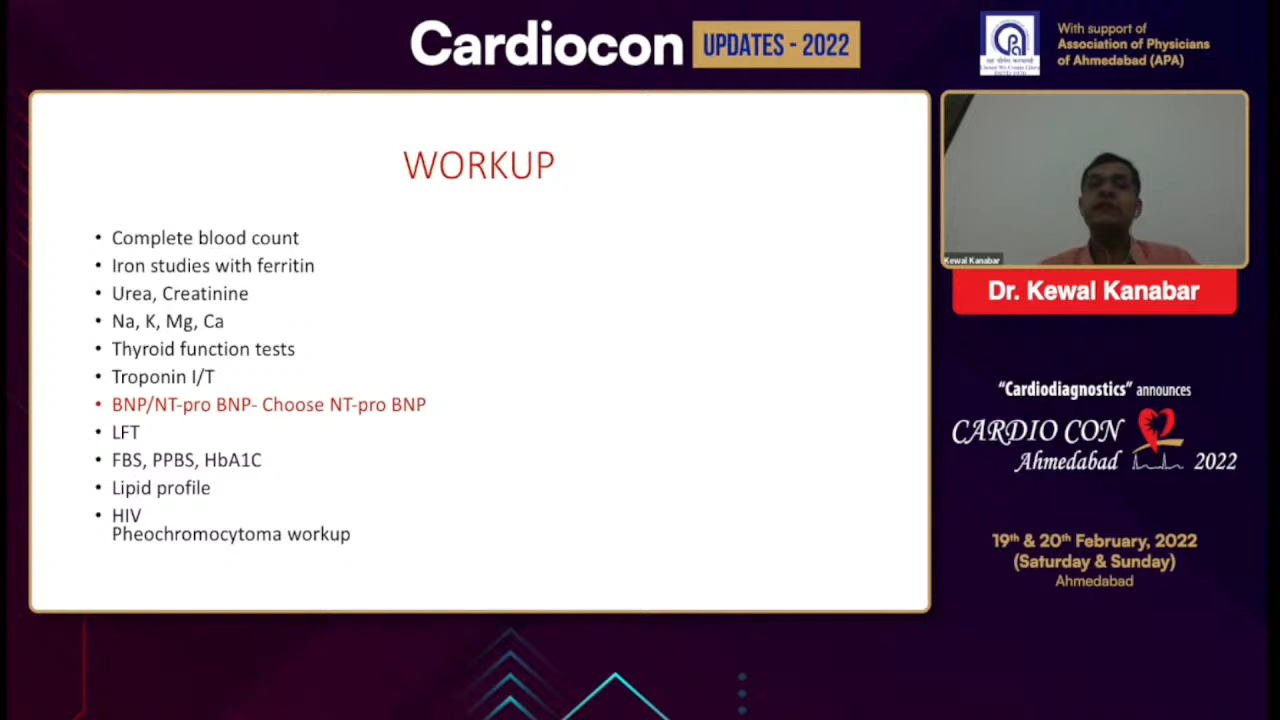 Cardiocon UPDATES - 2022
With support of
Association of Physicians
of Ahmedabad (APA)
WORKUP
• Complete blood count
• Iron studies with ferritin
• Urea, Creatinine
• Na, K, Mg, Ca
• Thyroid function tests
• Troponin I/T
• BNP/NT-pro BNP- Choose NT-pro BNP
• LFT
• FBS, PPBS, HbA1C
• Lipid profile
• HIV
Pheochromocytoma workup
Kewal Kanabar
Dr. Kewal Kanabar
"Cardiodiagnostics" announces
CARDIO CON
Ahmedabad 2022
19th & 20th February, 2022
(Saturday & Sunday)
Ahmedabad